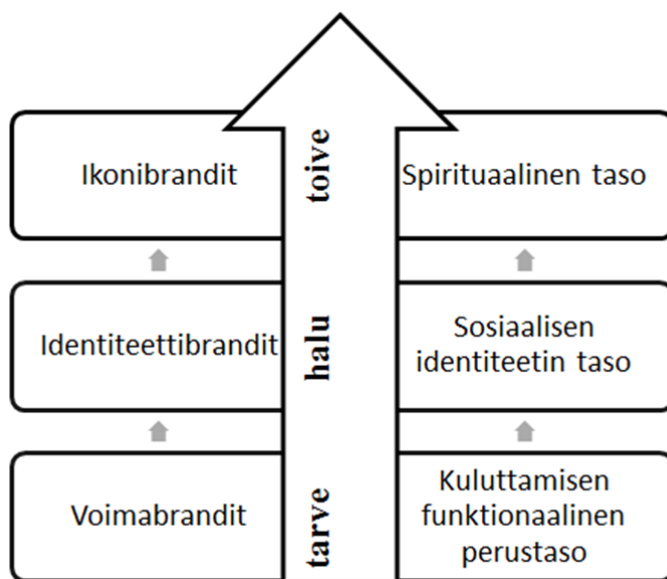 Ikonibrandit
toive
Spirituaalinen taso
Identiteettibrandit
halu
Sosiaalisen
identiteetin taso
Voimabrandit
tarve
Kuluttamisen
funktionaalinen
perustaso